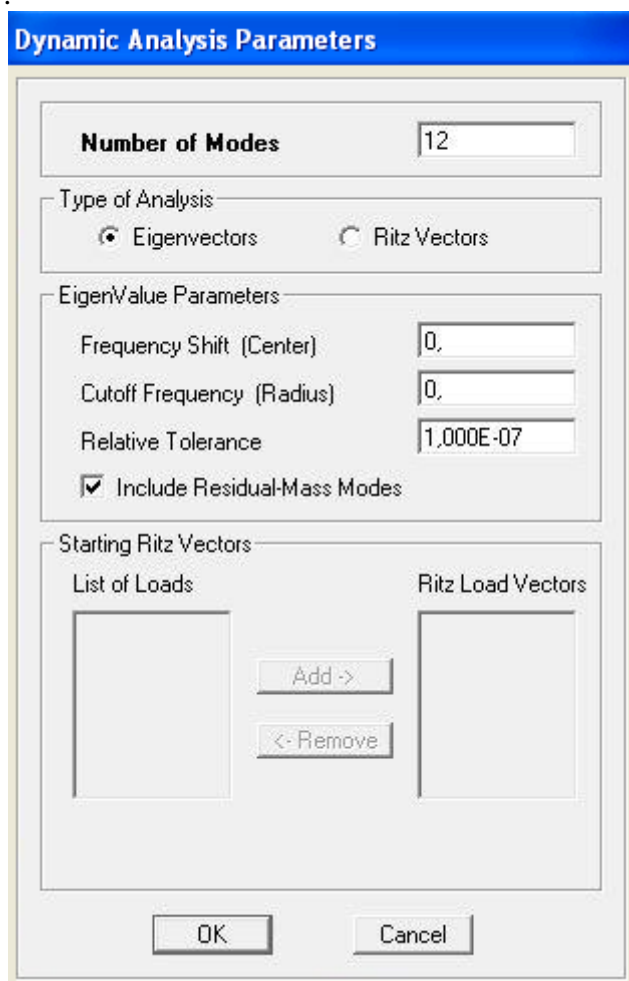 .
Dynamic Analysis Parameters
Number of Modes 12
Type of Analysis
Eigenvectors Ritz Vectors
EigenValue Parameters
Frequency Shift (Center) 0,
Cutoff Frequency (Radius) 0,
Relative Tolerance 1,000E-07
Include Residual-Mass Modes
Starting Ritz Vectors
List of Loads Ritz Load Vectors
Add ->
<- Remove
OK Cancel